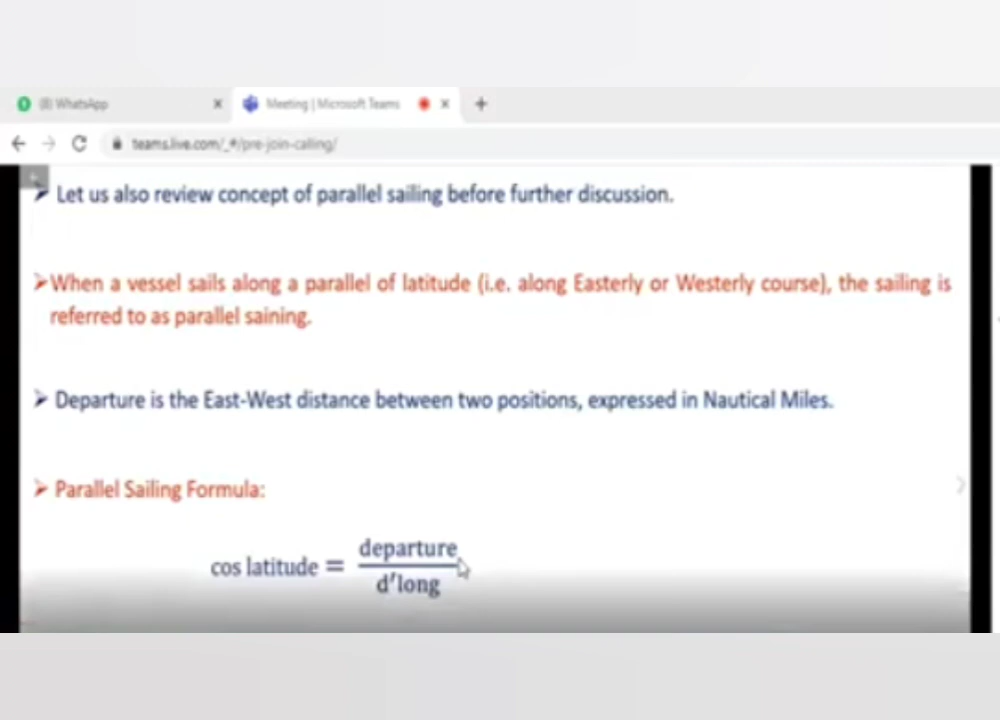 (8) WhatsApp
Meeting | Microsoft Teams
teams.live.com/_#/pre-join-calling/
➢ Let us also review concept of parallel sailing before further discussion.
➢ When a vessel sails along a parallel of latitude (i.e. along Easterly or Westerly course), the sailing is
referred to as parallel saining.
➢ Departure is the East-West distance between two positions, expressed in Nautical Miles.
➢ Parallel Sailing Formula:
cos latitude = departure
d'long